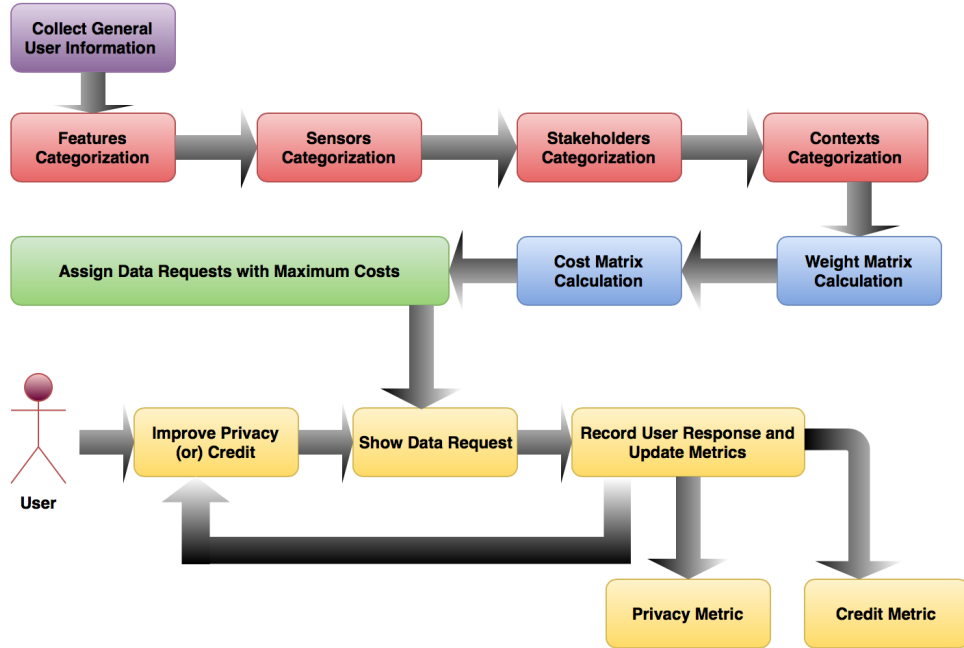 Collect General
User Information
Features
Categorization
Sensors
Categorization
Stakeholders
Categorization
Contexts
Categorization
Assign Data Requests with Maximum Costs
Cost Matrix
Calculation
Weight Matrix
Calculation
User
Improve Privacy
(or) Credit
Show Data Request
Record User Response and
Update Metrics
Privacy Metric
Credit Metric